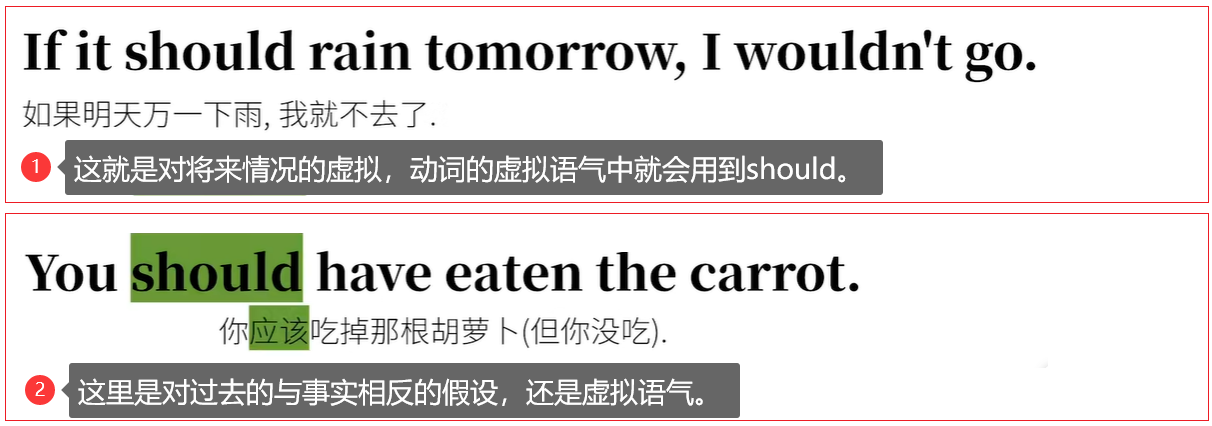 If it should rain tomorrow, I wouldn't go.
如果明天万一下雨, 我就不去了.
1 这就是对将来情况的虚拟，动词的虚拟语气中就会用到should。
You should have eaten the carrot.
你应该吃掉那根胡萝卜(但你没吃).
2 这里是对过去的与事实相反的假设，还是虚拟语气。